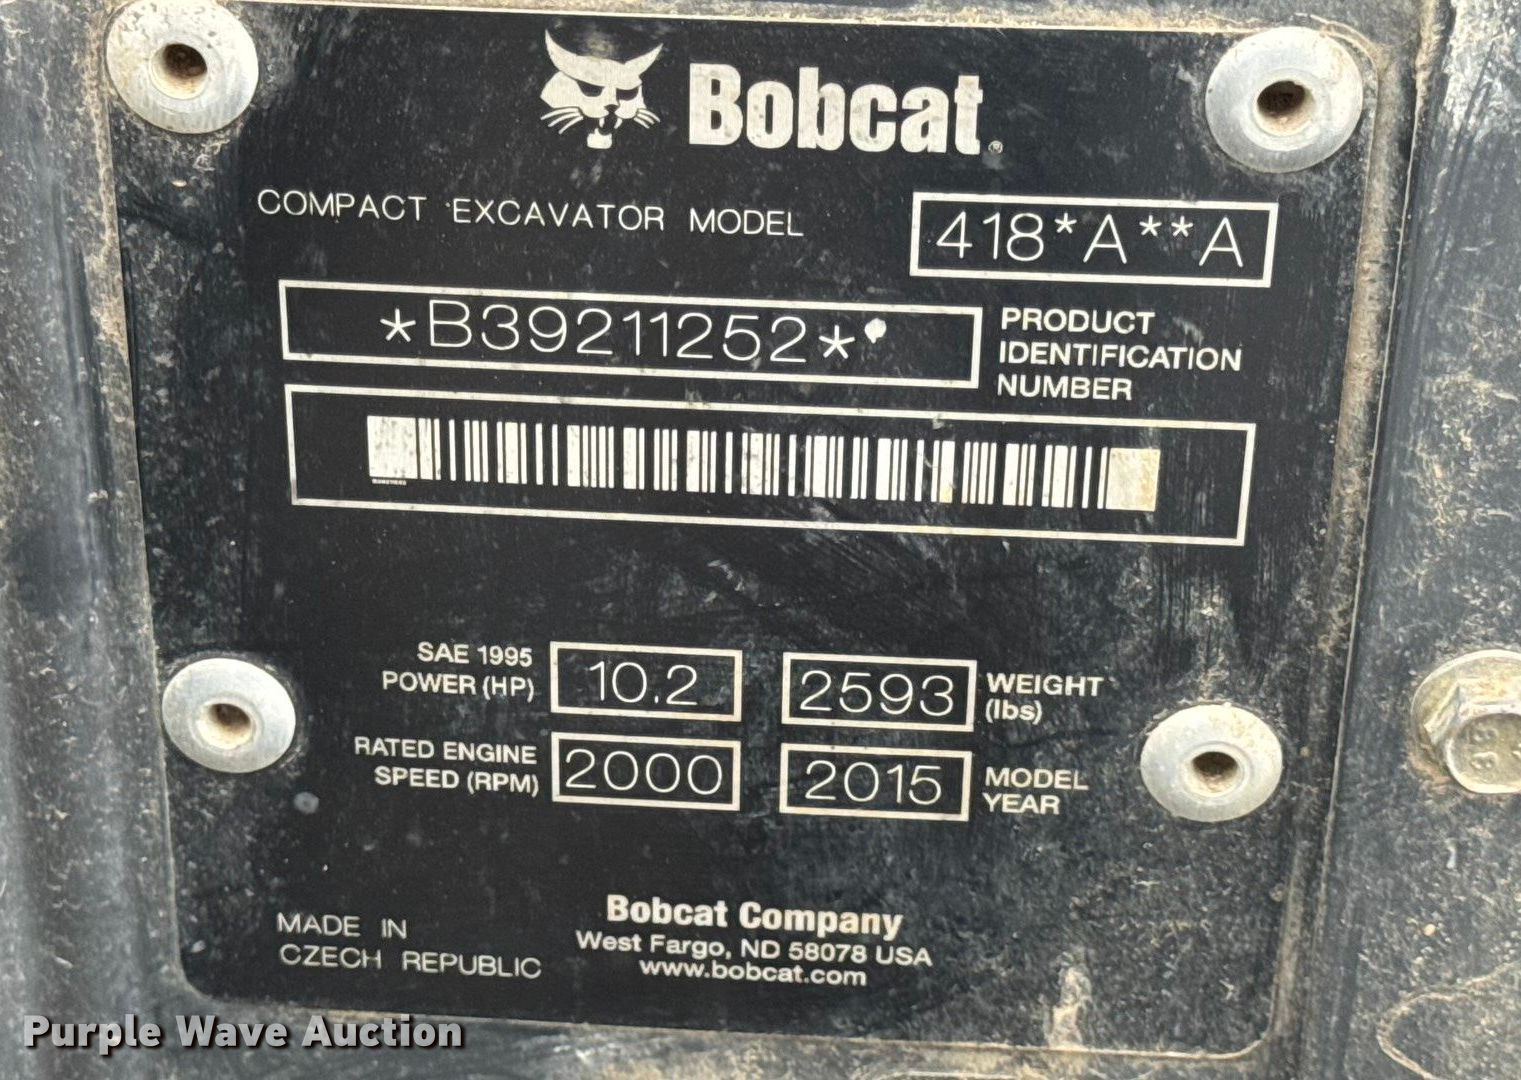 Bobcat®
COMPACT EXCAVATOR MODEL
418*A**A
*B39211252*
PRODUCT
IDENTIFICATION
NUMBER
SAE 1995
POWER (HP)
10.2
2593
WEIGHT
(lbs)
RATED ENGINE
SPEED (RPM)
2000
2015
MODEL
YEAR
MADE IN
CZECH REPUBLIC
Bobcat Company
West Fargo, ND 58078 USA
www.bobcat.com
Purple Wave Auction